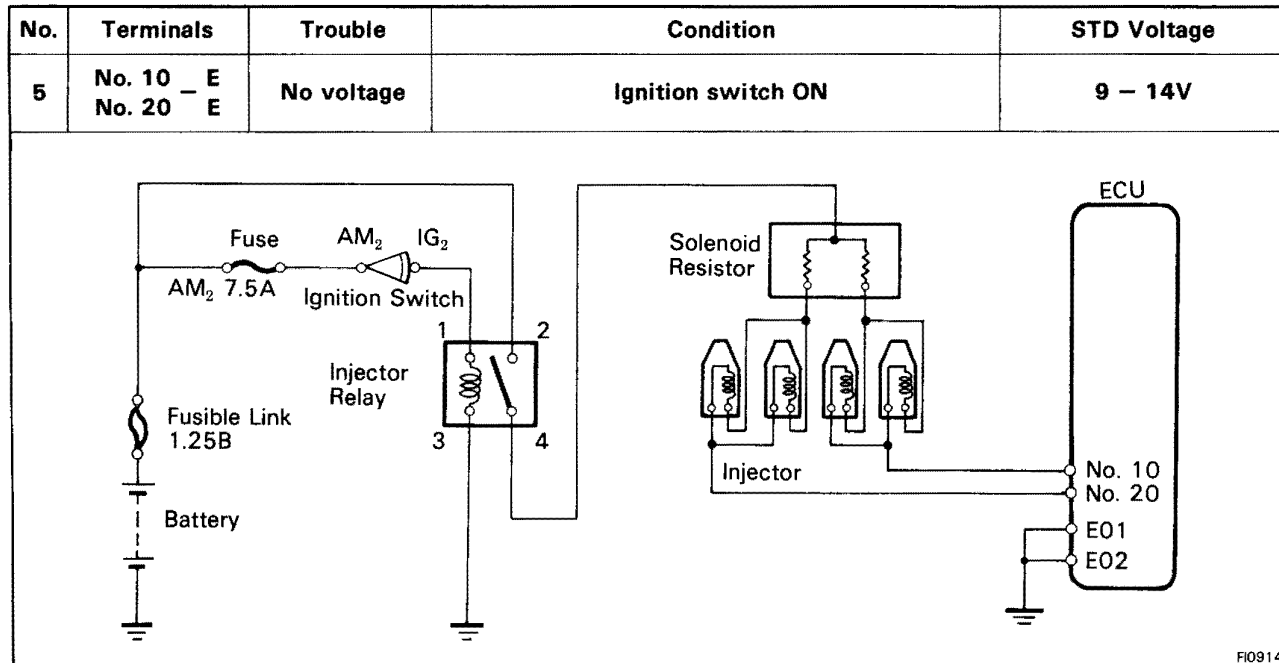 No. Terminals Trouble Condition STD Voltage
5 No. 10 – E No voltage Ignition switch ON 9 – 14V
No. 20 E
ECU
Fuse AM₂ IG₂
Solenoid
Resistor
AM₂ 7.5A Ignition Switch
1 2
Injector
Relay
Fusible Link
1.25B
3 4
Injector
No. 10
No. 20
Battery
E01
E02
FI0914